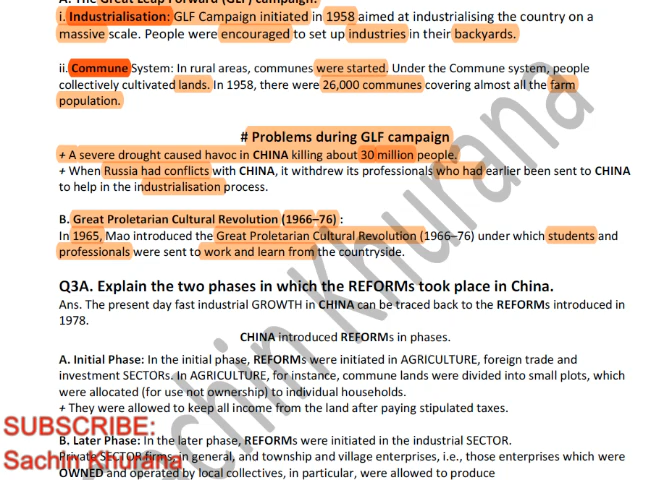 A. The Great Leap Forward (GLF) campaign:
i. Industrialisation: GLF Campaign initiated in 1958 aimed at industrialising the country on a
massive scale. People were encouraged to set up industries in their backyards.
ii. Commune System: In rural areas, communes were started. Under the Commune system, people
collectively cultivated lands. In 1958, there were 26,000 communes covering almost all the farm
population.
# Problems during GLF campaign
+ A severe drought caused havoc in CHINA killing about 30 million people.
+ When Russia had conflicts with CHINA, it withdrew its professionals who had earlier been sent to CHINA
to help in the industrialisation process.
B. Great Proletarian Cultural Revolution (1966–76) :
In 1965, Mao introduced the Great Proletarian Cultural Revolution (1966–76) under which students and
professionals were sent to work and learn from the countryside.
Q3A. Explain the two phases in which the REFORMs took place in China.
Ans. The present day fast industrial GROWTH in CHINA can be traced back to the REFORMs introduced in
1978.
CHINA introduced REFORMs in phases.
A. Initial Phase: In the initial phase, REFORMs were initiated in AGRICULTURE, foreign trade and
investment SECTORs. In AGRICULTURE, for instance, commune lands were divided into small plots, which
were allocated (for use not ownership) to individual households.
+ They were allowed to keep all income from the land after paying stipulated taxes.
B. Later Phase: In the later phase, REFORMs were initiated in the industrial SECTOR.
Private SECTOR firms, in general, and township and village enterprises, i.e., those enterprises which were
OWNED and operated by local collectives, in particular, were allowed to produce
SUBSCRIBE:
Sachin Khurana
Sachin Khurana